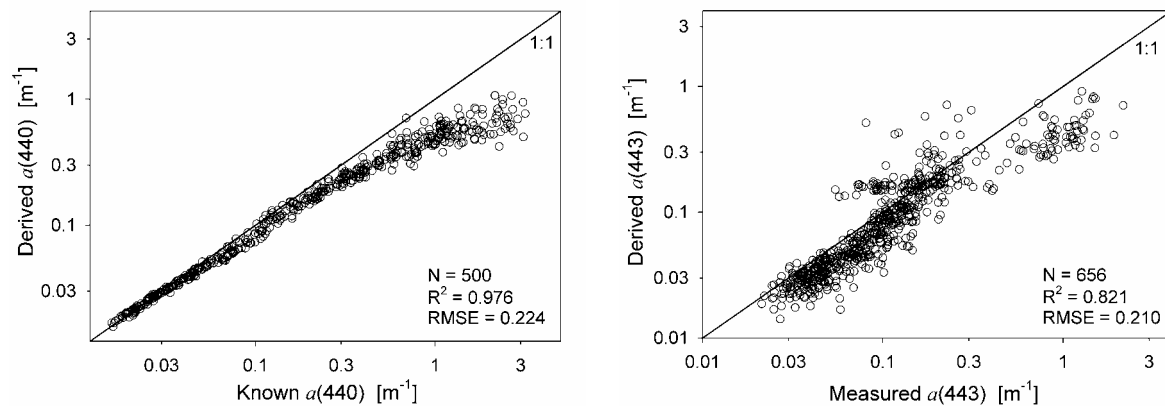 3
1
0.3
0.1
0.03
Derived a(440) [m⁻¹]
1:1
N = 500
R² = 0.976
RMSE = 0.224
0.03 0.1 0.3 1 3
Known a(440) [m⁻¹]
3
1
0.3
0.1
0.03
0.01
Derived a(443) [m⁻¹]
1:1
N = 656
R² = 0.821
RMSE = 0.210
0.01 0.03 0.1 0.3 1 3
Measured a(443) [m⁻¹]